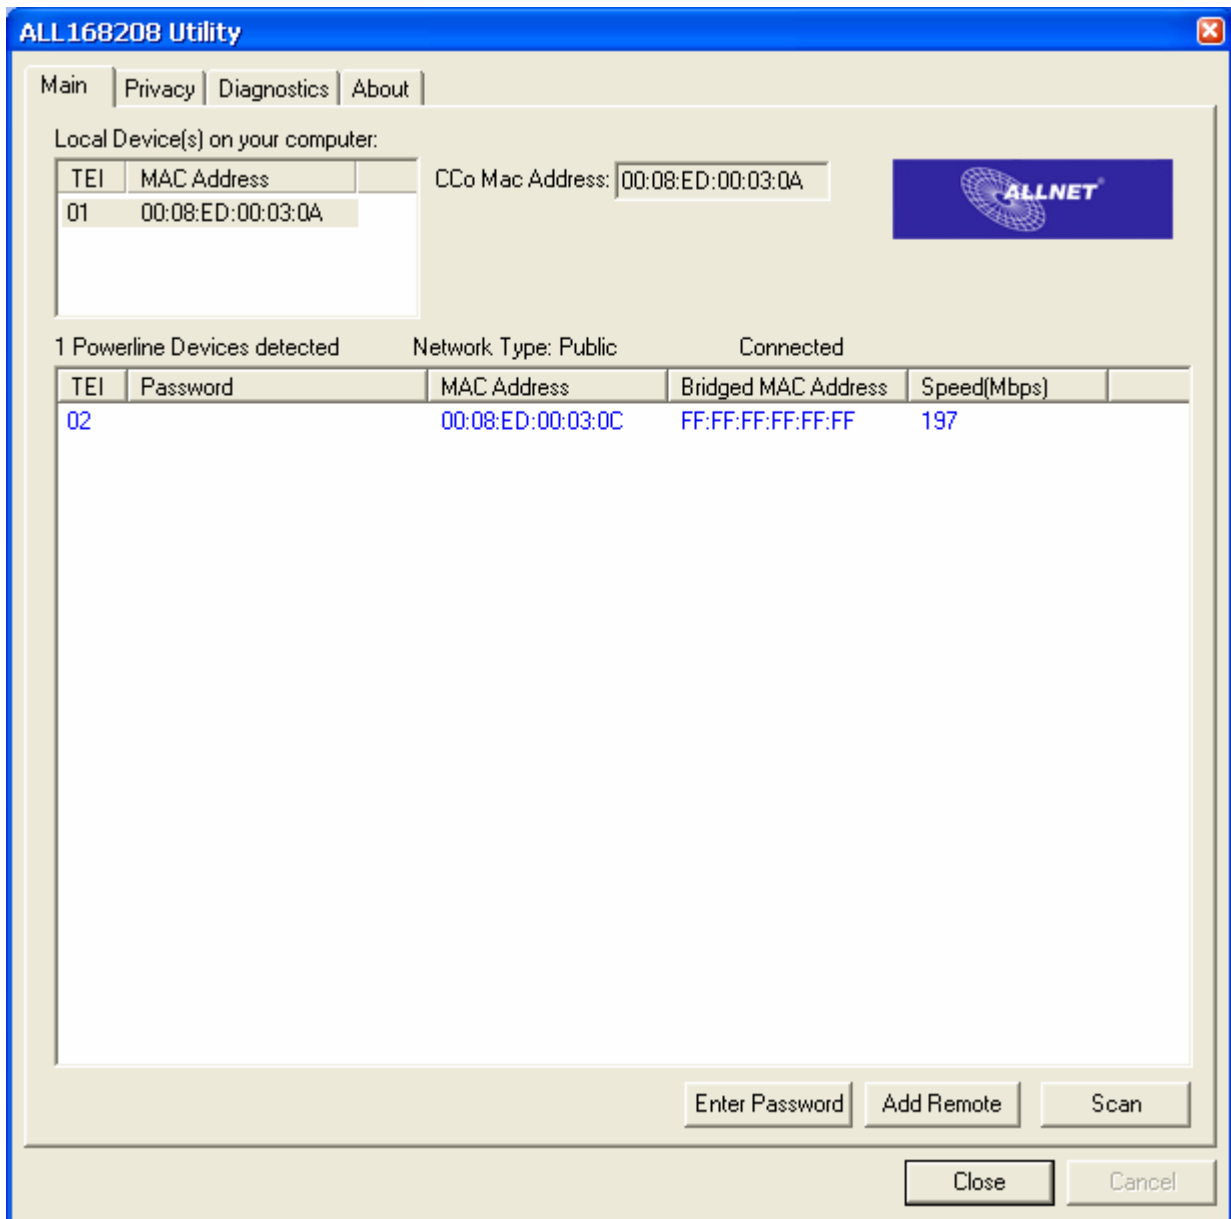 ALL168208 Utility
Main Privacy Diagnostics About
Local Device(s) on your computer:
TEI MAC Address
01 00:08:ED:00:03:0A
CCo Mac Address: 00:08:ED:00:03:0A
ALLNET®
1 Powerline Devices detected Network Type: Public Connected
TEI Password MAC Address Bridged MAC Address Speed(Mbps)
02 00:08:ED:00:03:0C FF:FF:FF:FF:FF:FF 197
Enter Password Add Remote Scan
Close Cancel